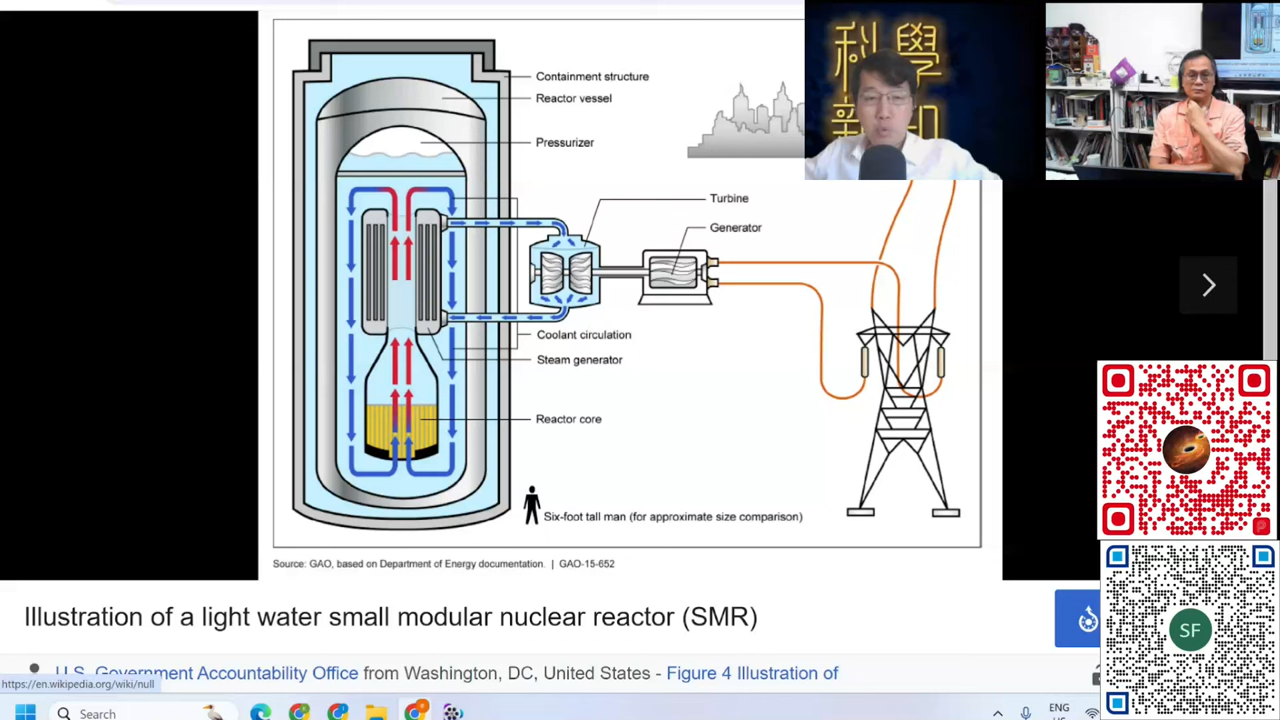 Containment structure
Reactor vessel
Pressurizer
Turbine
Generator
Coolant circulation
Steam generator
Reactor core
Six-foot tall man (for approximate size comparison)
Source: GAO, based on Department of Energy documentation. | GAO-15-652
科學
新知
SF
Illustration of a light water small modular nuclear reactor (SMR)
U.S. Government Accountability Office from Washington, DC, United States - Figure 4 Illustration of
https://en.wikipedia.org/wiki/null
Search
ENG